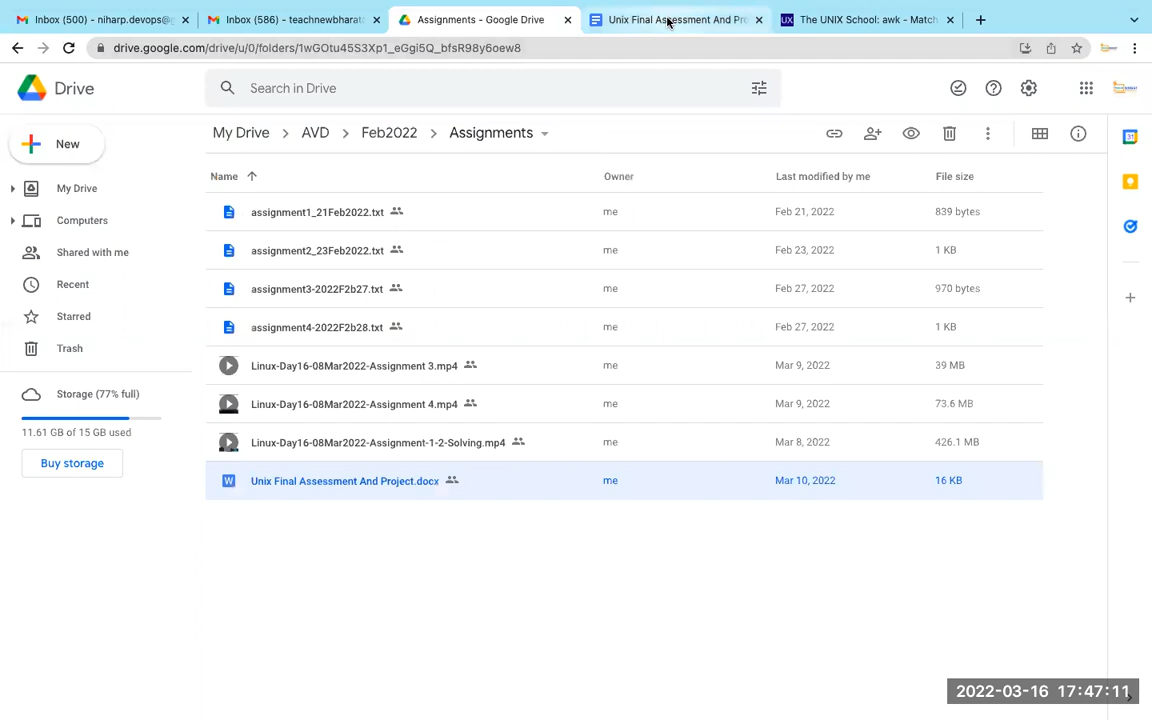 Inbox (500) - niharp.devops@g
Inbox (586) - teachnewbharat
Assignments - Google Drive
Unix Final Assessment And Pro
UX The UNIX School: awk - Match
drive.google.com/drive/u/0/folders/1wGOtu45S3Xp1_eGgi5Q_bfsR98y6oew8
Drive
Search in Drive
New
My Drive > AVD > Feb2022 > Assignments
Name
Owner
Last modified by me
File size
My Drive
Computers
Shared with me
Recent
Starred
Trash
Storage (77% full)
11.61 GB of 15 GB used
Buy storage
assignment1_21Feb2022.txt me Feb 21, 2022 839 bytes
assignment2_23Feb2022.txt me Feb 23, 2022 1 KB
assignment3-2022F2b27.txt me Feb 27, 2022 970 bytes
assignment4-2022F2b28.txt me Feb 27, 2022 1 KB
Linux-Day16-08Mar2022-Assignment 3.mp4 me Mar 9, 2022 39 MB
Linux-Day16-08Mar2022-Assignment 4.mp4 me Mar 9, 2022 73.6 MB
Linux-Day16-08Mar2022-Assignment-1-2-Solving.mp4 me Mar 8, 2022 426.1 MB
W Unix Final Assessment And Project.docx me Mar 10, 2022 16 KB
31
2022-03-16 17:47:11